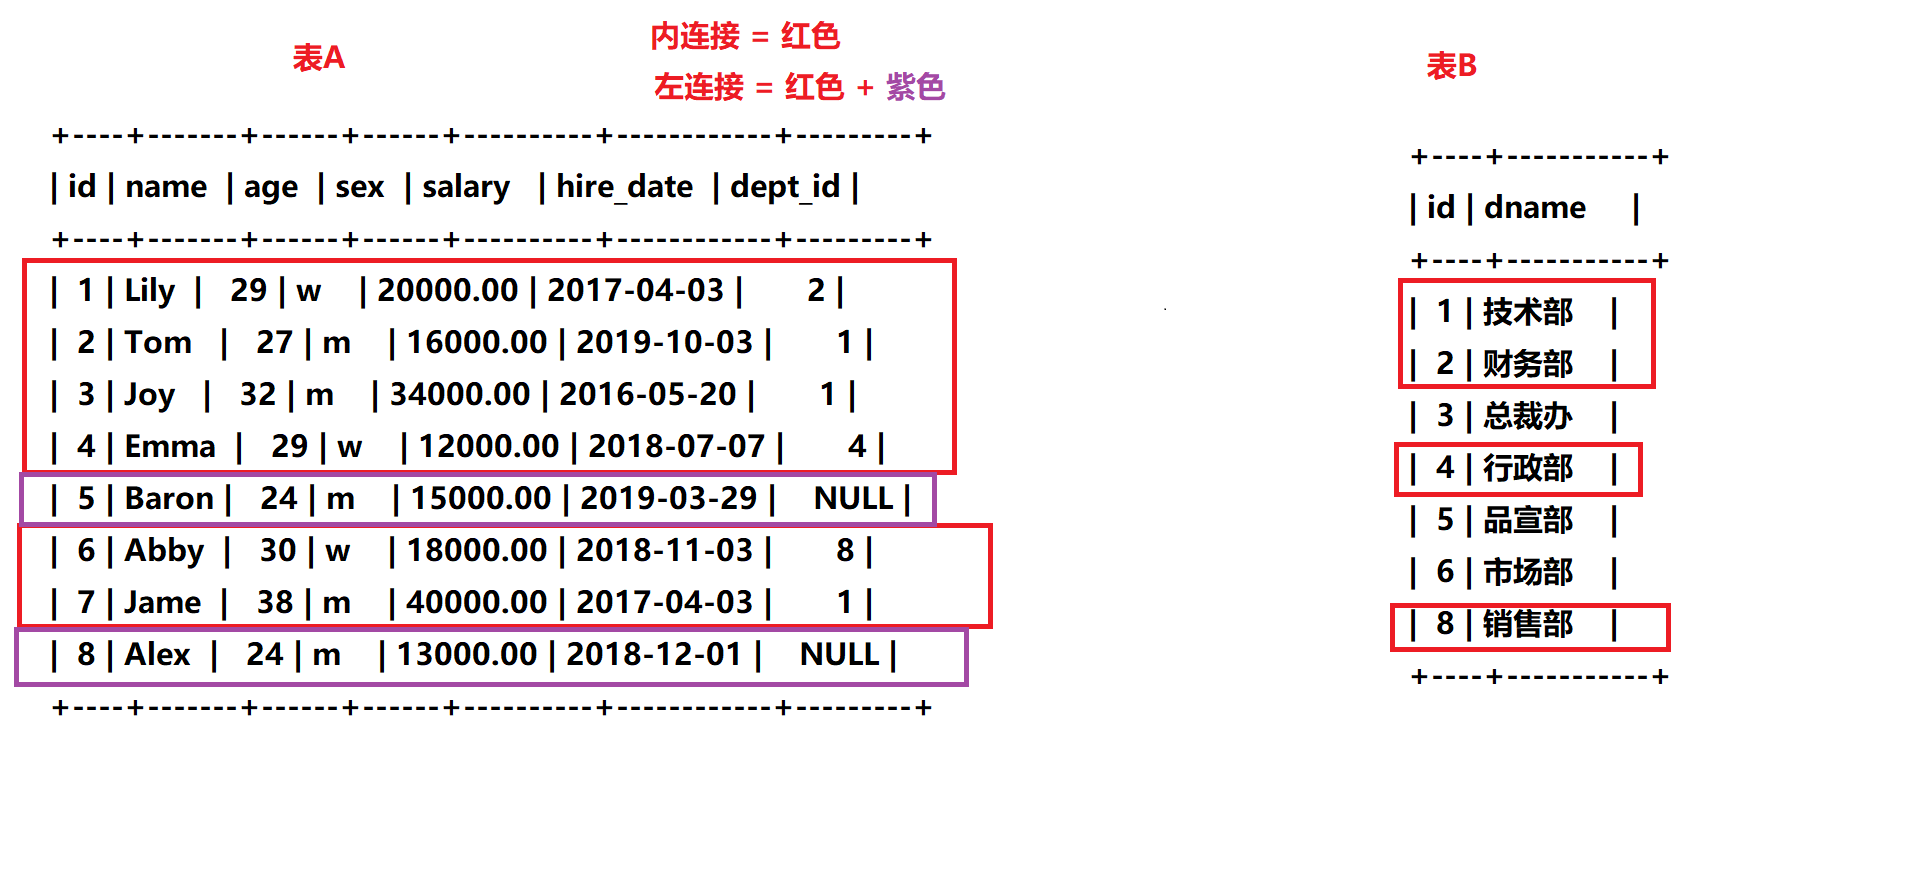 表A
内连接 = 红色
左连接 = 红色 + 紫色
+----+-------+------+------+----------+------------+---------+
| id | name | age | sex | salary | hire_date | dept_id |
+----+-------+------+------+----------+------------+---------+
| 1 | Lily | 29 | w | 20000.00 | 2017-04-03 | 2 |
| 2 | Tom | 27 | m | 16000.00 | 2019-10-03 | 1 |
| 3 | Joy | 32 | m | 34000.00 | 2016-05-20 | 1 |
| 4 | Emma | 29 | w | 12000.00 | 2018-07-07 | 4 |
| 5 | Baron | 24 | m | 15000.00 | 2019-03-29 | NULL |
| 6 | Abby | 30 | w | 18000.00 | 2018-11-03 | 8 |
| 7 | Jame | 38 | m | 40000.00 | 2017-04-03 | 1 |
| 8 | Alex | 24 | m | 13000.00 | 2018-12-01 | NULL |
+----+-------+------+------+----------+------------+---------+
表B
+----+-----------+
| id | dname |
+----+-----------+
| 1 | 技术部 |
| 2 | 财务部 |
| 3 | 总裁办 |
| 4 | 行政部 |
| 5 | 品宣部 |
| 6 | 市场部 |
| 8 | 销售部 |
+----+-----------+